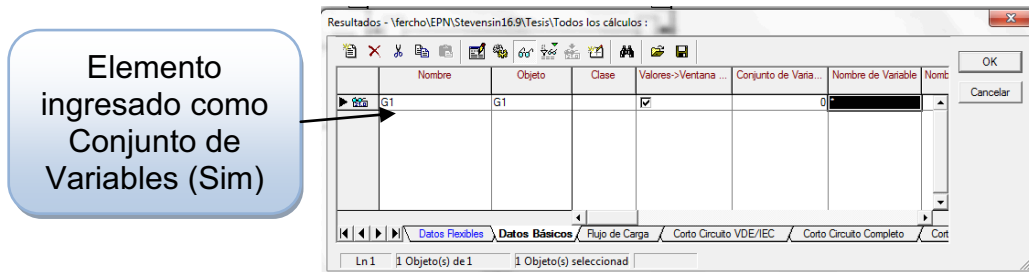 Elemento
ingresado como
Conjunto de
Variables (Sim)
Resultados - \fercho\EPN\Stevensin16.9\Tesis\Todos los cálculos :
OK
Cancelar
Nombre Objeto Clase Valores->Ventana ... Conjunto de Varia... Nombre de Variable Nomb
G1 G1 0 *
Datos Flexibles Datos Básicos Flujo de Carga Corto Circuito VDE/IEC Corto Circuito Completo Cort
Ln 1 1 Objeto(s) de 1 1 Objeto(s) seleccionad